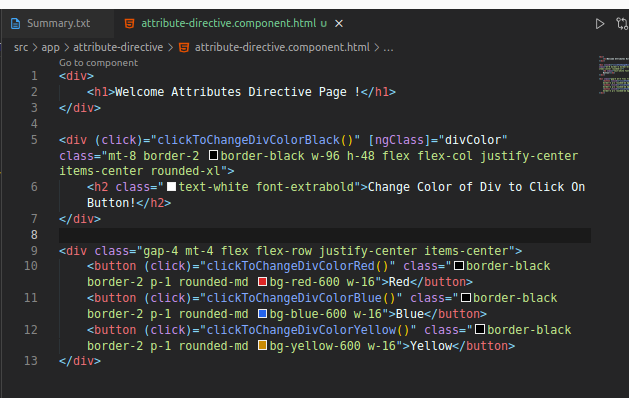 Summary.txt
attribute-directive.component.html U
src > app > attribute-directive > attribute-directive.component.html > ...
Go to component
1 <div>
2 <h1>Welcome Attributes Directive Page !</h1>
3 </div>
4
5 <div (click)="clickToChangeDivColorBlack()" [ngClass]="divColor"
class="mt-8 border-2 border-black w-96 h-48 flex flex-col justify-center
items-center rounded-xl">
6 <h2 class="text-white font-extrabold">Change Color of Div to Click On
Button!</h2>
7 </div>
8
9 <div class="gap-4 mt-4 flex flex-row justify-center items-center">
10 <button (click)="clickToChangeDivColorRed()" class="border-black
border-2 p-1 rounded-md bg-red-600 w-16">Red</button>
11 <button (click)="clickToChangeDivColorBlue()" class="border-black
border-2 p-1 rounded-md bg-blue-600 w-16">Blue</button>
12 <button (click)="clickToChangeDivColorYellow()" class="border-black
border-2 p-1 rounded-md bg-yellow-600 w-16">Yellow</button>
13 </div>